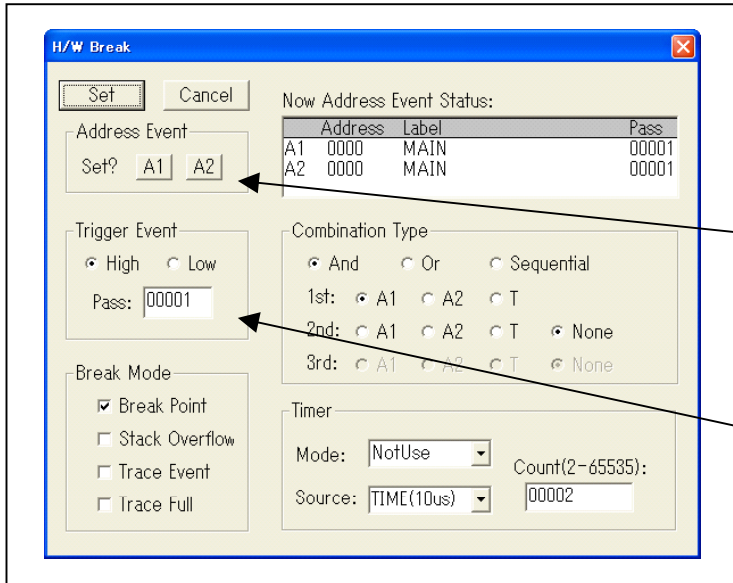 H/W Break
Set Cancel
Address Event
Set? A1 A2
Now Address Event Status:
Address Label Pass
A1 0000 MAIN 00001
A2 0000 MAIN 00001
Trigger Event
High Low
Pass: 00001
Combination Type
And Or Sequential
1st: A1 A2 T
2nd: A1 A2 T None
3rd: A1 A2 T None
Break Mode
Break Point
Stack Overflow
Trace Event
Trace Full
Timer
Mode: NotUse
Count(2-65535):
Source: TIME(10us) 00002